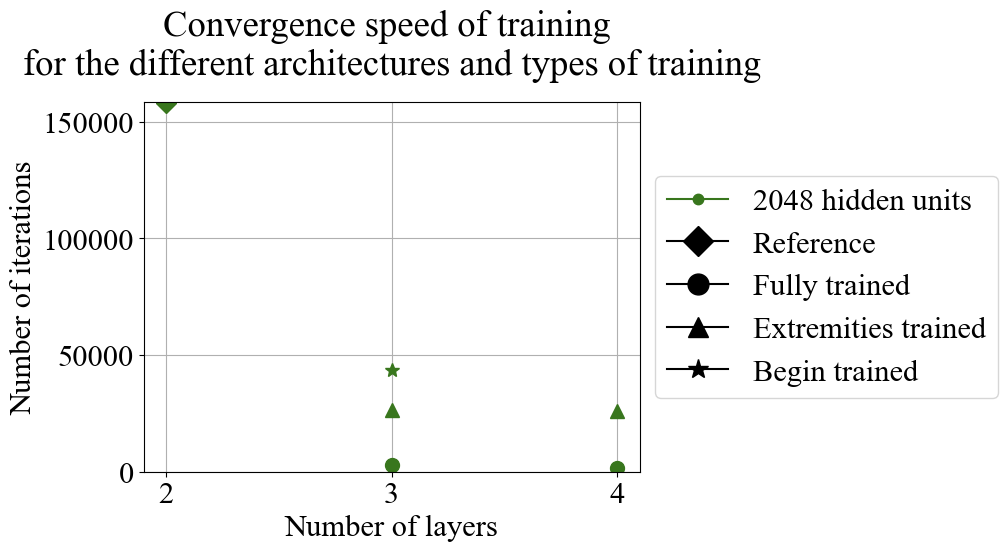 Convergence speed of training
for the different architectures and types of training
Number of iterations
150000
100000
50000
0
2
3
4
Number of layers
2048 hidden units
Reference
Fully trained
Extremities trained
Begin trained